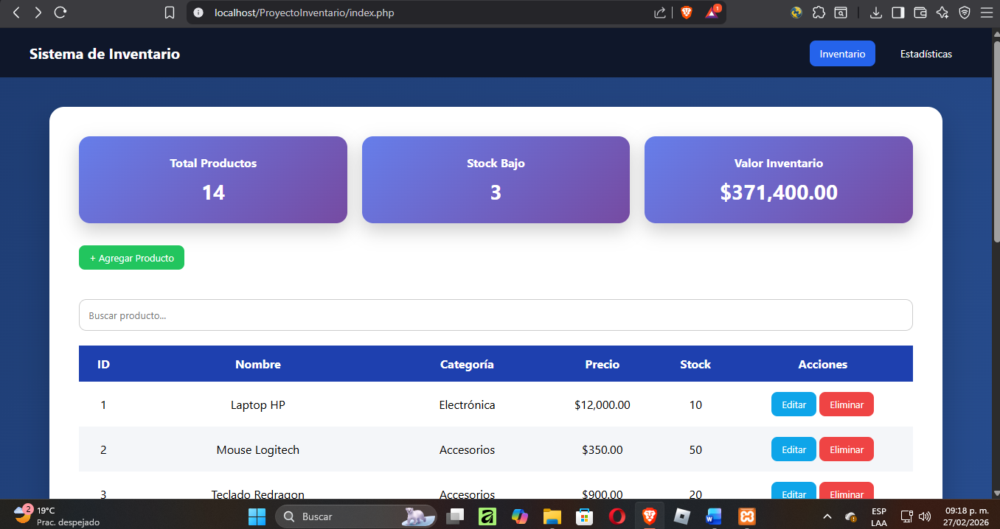 localhost/ProyectoInventario/index.php
1
Sistema de Inventario
Inventario
Estadísticas
Total Productos
14
Stock Bajo
3
Valor Inventario
$371,400.00
+ Agregar Producto
Buscar producto...
ID Nombre Categoría Precio Stock Acciones
1 Laptop HP Electrónica $12,000.00 10 Editar Eliminar
2 Mouse Logitech Accesorios $350.00 50 Editar Eliminar
3 Teclado Redragon Accesorios $900.00 20 Editar Eliminar
2
19°C
Prac. despejado
Buscar
ESP
LAA
09:18 p. m.
27/02/2026